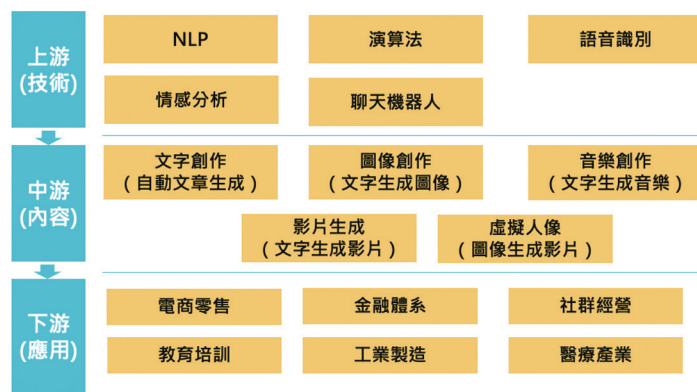 上游
(技術)
NLP
演算法
語音識別
情感分析
聊天機器人
中游
(內容)
文字創作
(自動文章生成)
圖像創作
(文字生成圖像)
音樂創作
(文字生成音樂)
影片生成
(文字生成影片)
虛擬人像
(圖像生成影片)
下游
(應用)
電商零售
金融體系
社群經營
教育培訓
工業製造
醫療產業